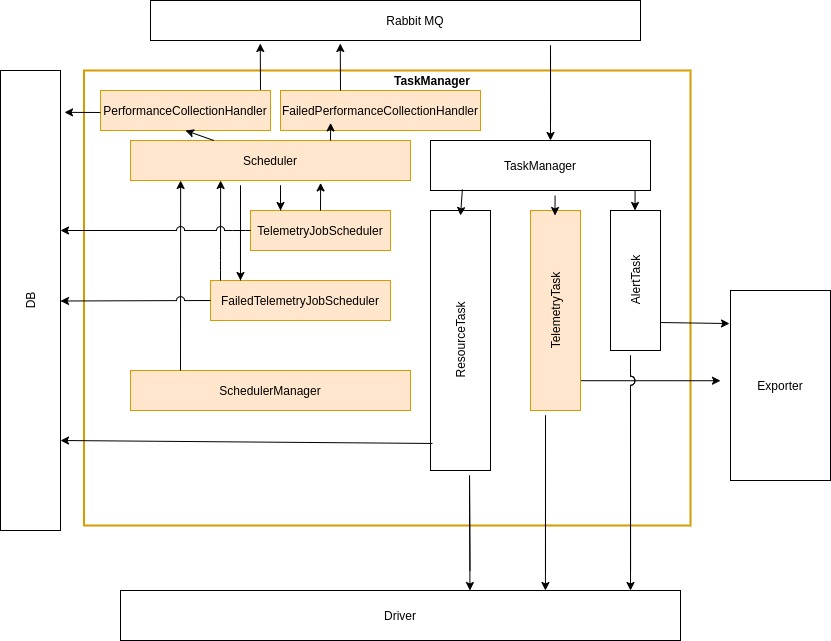 Rabbit MQ
TaskManager
PerformanceCollectionHandler
FailedPerformanceCollectionHandler
Scheduler
TaskManager
TelemetryJobScheduler
FailedTelemetryJobScheduler
SchedulerManager
DB
ResourceTask
TelemetryTask
AlertTask
Exporter
Driver